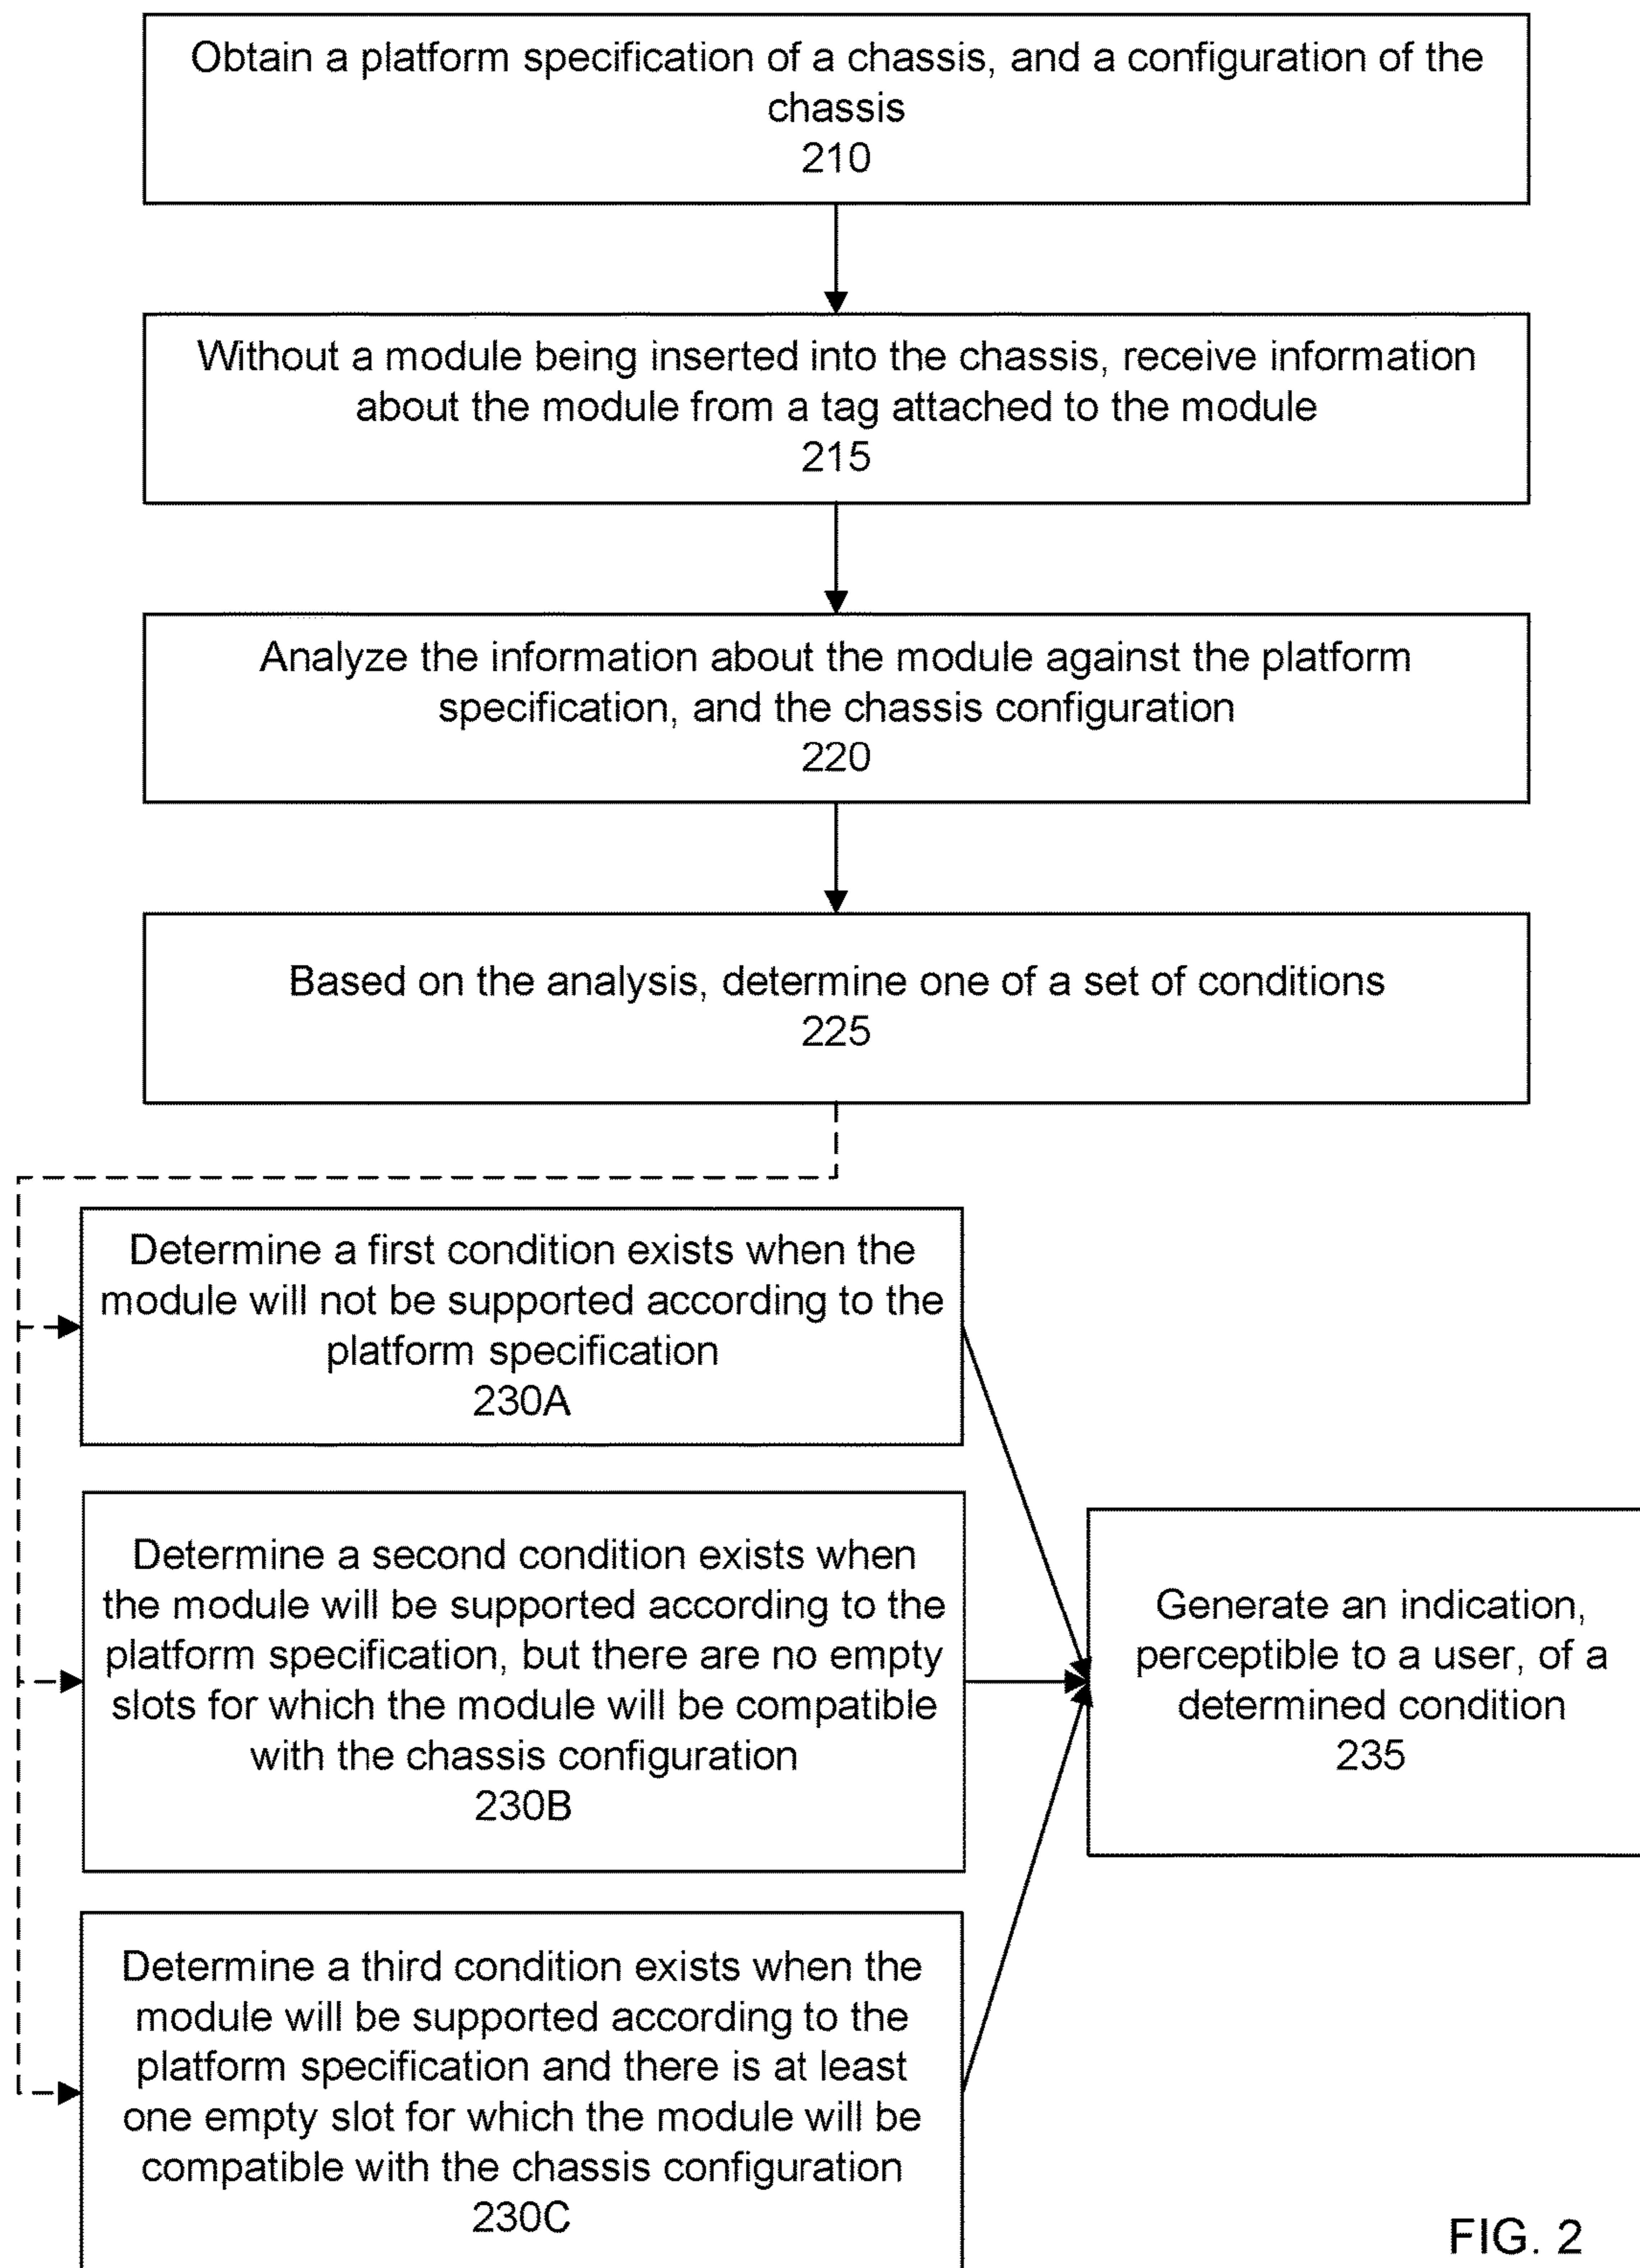 Obtain a platform specification of a chassis, and a configuration of the
chassis
210
Without a module being inserted into the chassis, receive information
about the module from a tag attached to the module
215
Analyze the information about the module against the platform
specification, and the chassis configuration
220
Based on the analysis, determine one of a set of conditions
225
Determine a first condition exists when the
module will not be supported according to the
platform specification
230A
Determine a second condition exists when
the module will be supported according to the
platform specification, but there are no empty
slots for which the module will be compatible
with the chassis configuration
230B
Determine a third condition exists when the
module will be supported according to the
platform specification and there is at least
one empty slot for which the module will be
compatible with the chassis configuration
230C
Generate an indication,
perceptible to a user, of a
determined condition
235
FIG. 2